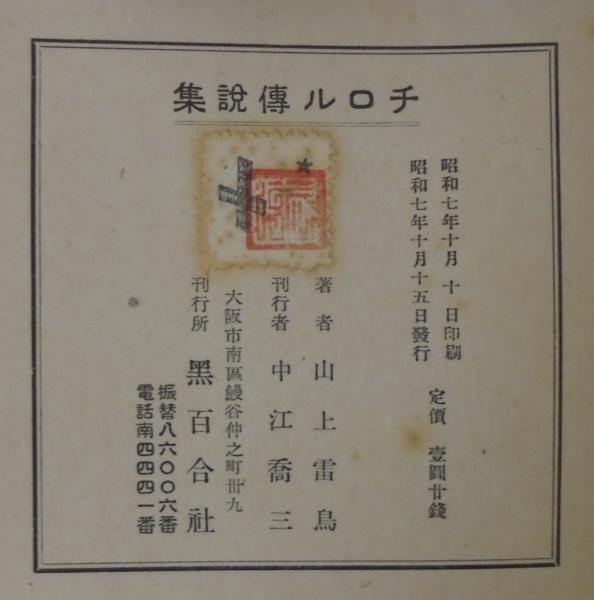 チロル傳說集
昭和七年十月十日印刷
昭和七年十月十五日發行
定價 壹圓廿錢
著者 山上雷鳥
刊行者 中江喬三
大阪市南區鰻谷仲之町卌九
刊行所 黑百合社
振替八六〇〇六番
電話南四四四一番